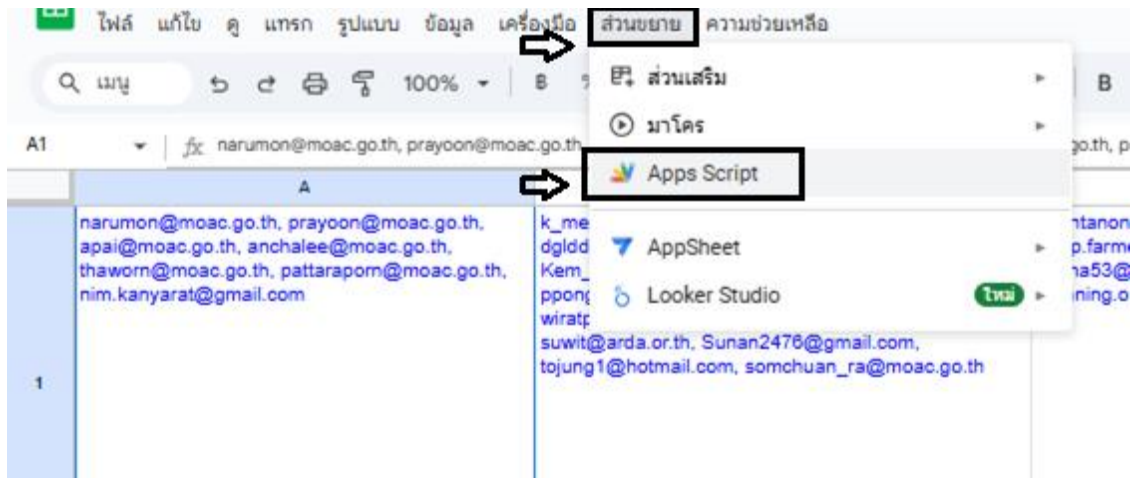 ไฟล์ แก้ไข ดู แทรก รูปแบบ ข้อมูล เครื่องมือ ส่วนขยาย ความช่วยเหลือ
เมนู 100% B
ส่วนเสริม
มาโคร
A1 fx narumon@moac.go.th, prayoon@moac.go.th
Apps Script
A
narumon@moac.go.th, prayoon@moac.go.th,
apai@moac.go.th, anchalee@moac.go.th,
thaworn@moac.go.th, pattaraporn@moac.go.th,
nim.kanyarat@gmail.com
AppSheet
Looker Studio ใหม่
suwit@arda.or.th, Sunan2476@gmail.com,
tojung1@hotmail.com, somchuan_ra@moac.go.th
1